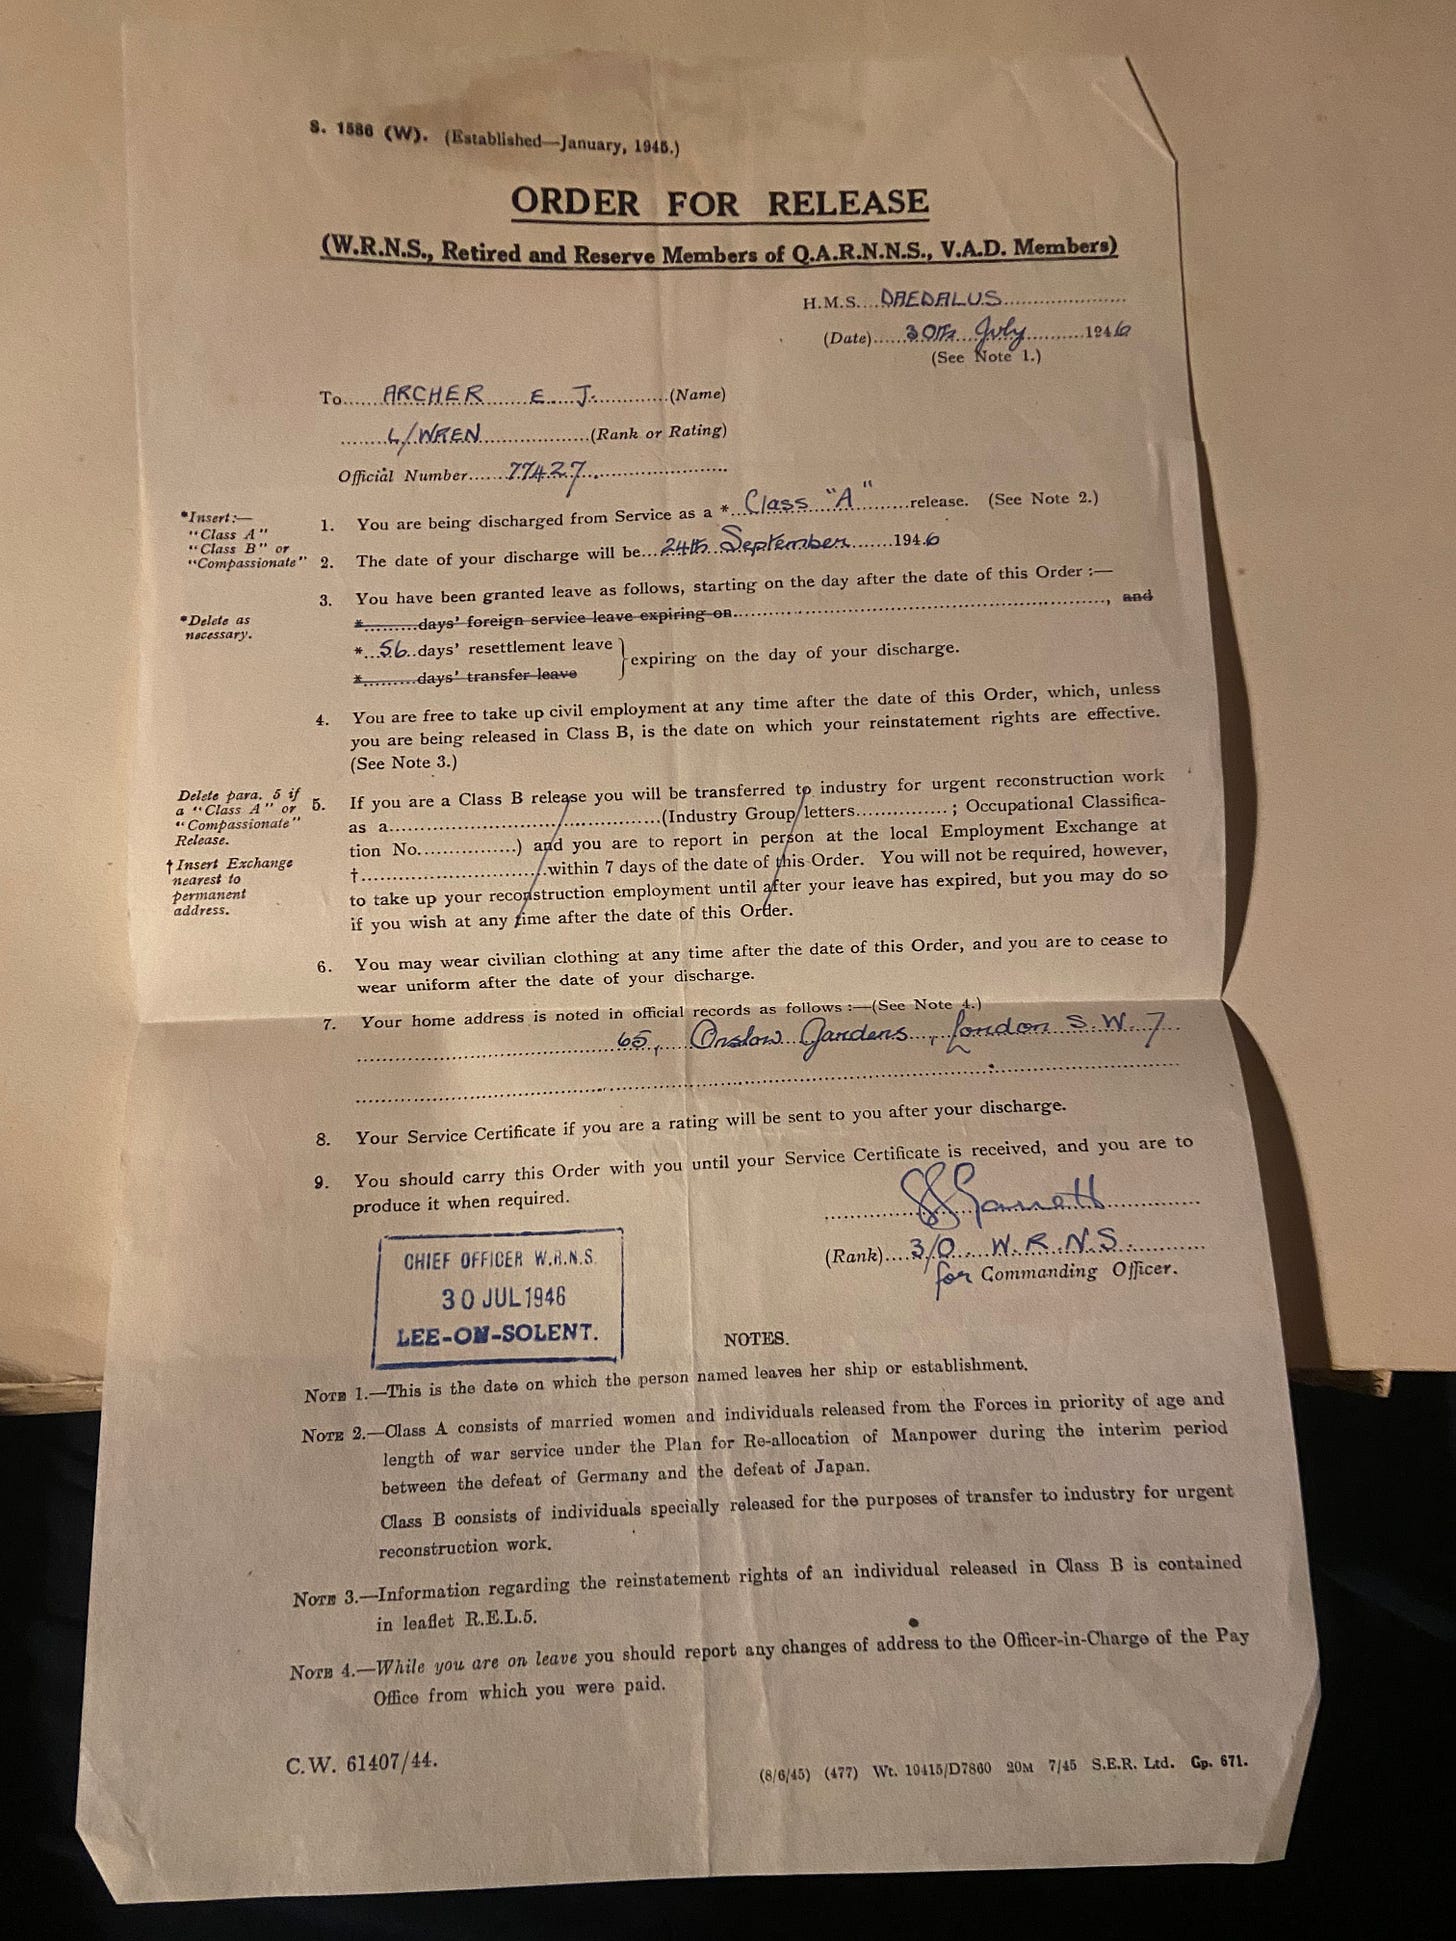 S. 1586 (W). (Established—January, 1945.)
ORDER FOR RELEASE
(W.R.N.S., Retired and Reserve Members of Q.A.R.N.N.S., V.A.D. Members)
H.M.S. DAEDALUS
(Date) 30th July 1946
(See Note 1.)
To ARCHER E. J. (Name)
L/WREN (Rank or Rating)
Official Number 77427
*Insert:—
"Class A"
"Class B" or
"Compassionate"
1. You are being discharged from Service as a * Class "A" release. (See Note 2.)
2. The date of your discharge will be 24th September 1946
3. You have been granted leave as follows, starting on the day after the date of this Order :—
*Delete as
necessary.
*.........days' foreign service leave expiring on..............................., and
* 56 days' resettlement leave
*.........days' transfer leave
expiring on the day of your discharge.
4. You are free to take up civil employment at any time after the date of this Order, which, unless
you are being released in Class B, is the date on which your reinstatement rights are effective.
(See Note 3.)
Delete para. 5 if
a "Class A" or
"Compassionate"
Release.
†Insert Exchange
nearest to
permanent
address.
5. If you are a Class B release you will be transferred to industry for urgent reconstruction work
as a..............................(Industry Group letters...............; Occupational Classifica-
tion No...............) and you are to report in person at the local Employment Exchange at
†..............................within 7 days of the date of this Order. You will not be required, however,
to take up your reconstruction employment until after your leave has expired, but you may do so
if you wish at any time after the date of this Order.
6. You may wear civilian clothing at any time after the date of this Order, and you are to cease to
wear uniform after the date of your discharge.
7. Your home address is noted in official records as follows :—(See Note 4.)
65, Onslow Gardens, London S.W.7
8. Your Service Certificate if you are a rating will be sent to you after your discharge.
9. You should carry this Order with you until your Service Certificate is received, and you are to
produce it when required.
Garrett
(Rank) 3/O W.R.N.S.
for Commanding Officer.
CHIEF OFFICER W.R.N.S.
30 JUL 1946
LEE-ON-SOLENT.
NOTES.
NOTE 1.—This is the date on which the person named leaves her ship or establishment.
NOTE 2.—Class A consists of married women and individuals released from the Forces in priority of age and
length of war service under the Plan for Re-allocation of Manpower during the interim period
between the defeat of Germany and the defeat of Japan.
Class B consists of individuals specially released for the purposes of transfer to industry for urgent
reconstruction work.
NOTE 3.—Information regarding the reinstatement rights of an individual released in Class B is contained
in leaflet R.E.L.5.
NOTE 4.—While you are on leave you should report any changes of address to the Officer-in-Charge of the Pay
Office from which you were paid.
C.W. 61407/44.
(8/6/45) (477) Wt. 19415/D7860 20M 7/45 S.E.R. Ltd. Gp. 671.